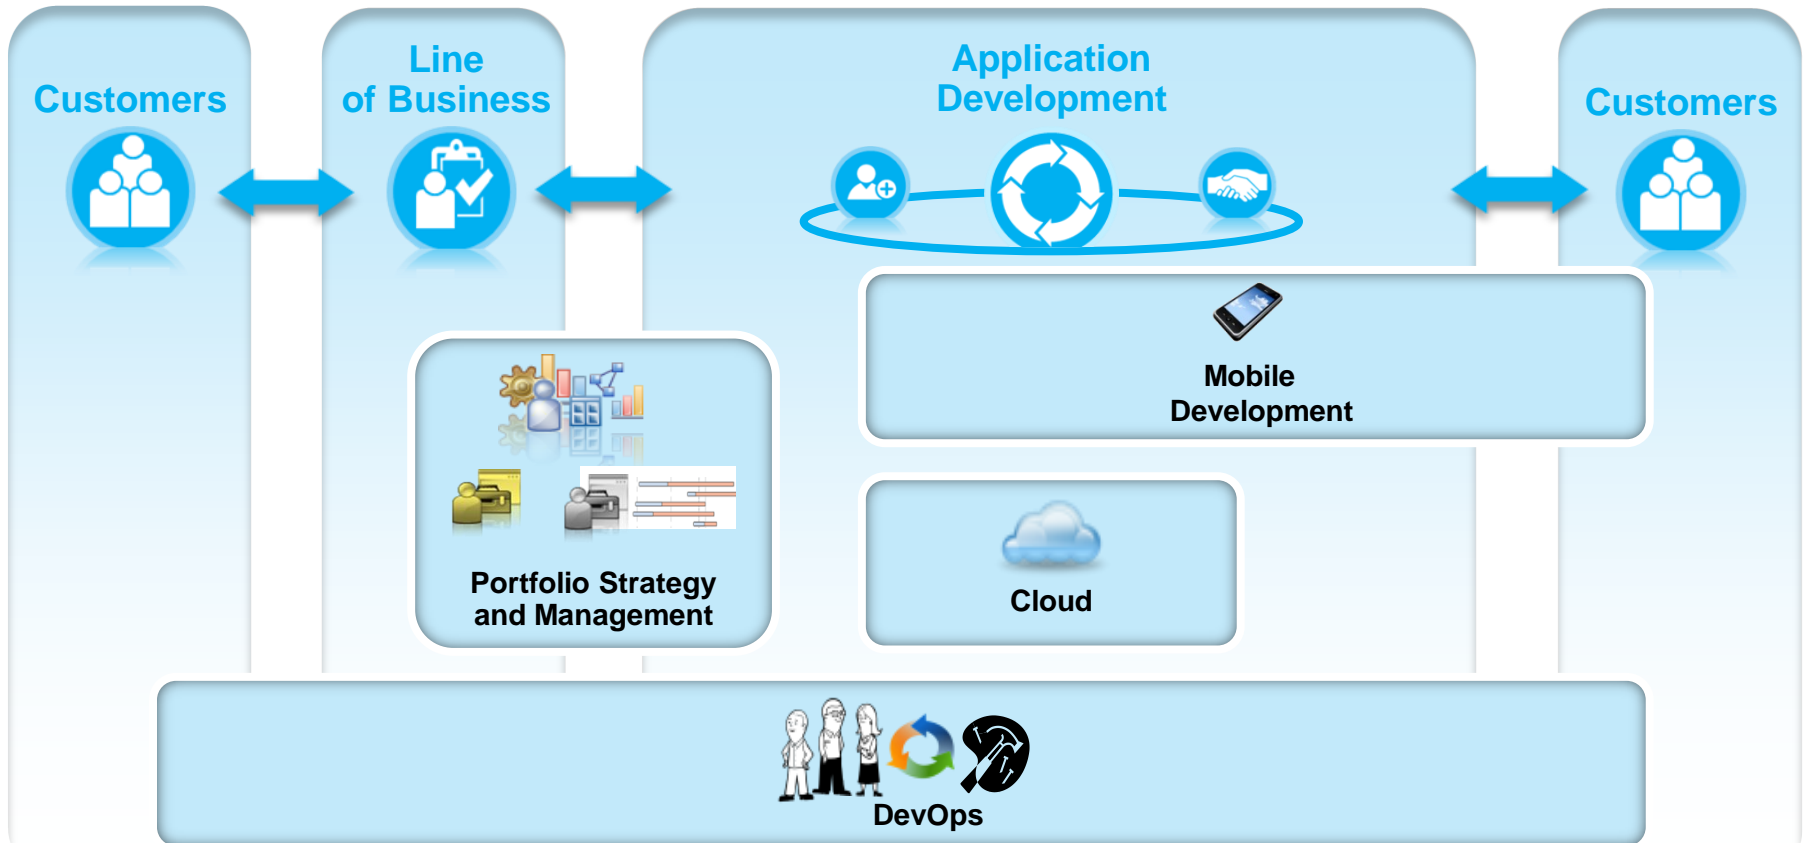 Customers
Line
of Business
Application
Development
Customers
Mobile
Development
Portfolio Strategy
and Management
Cloud
DevOps